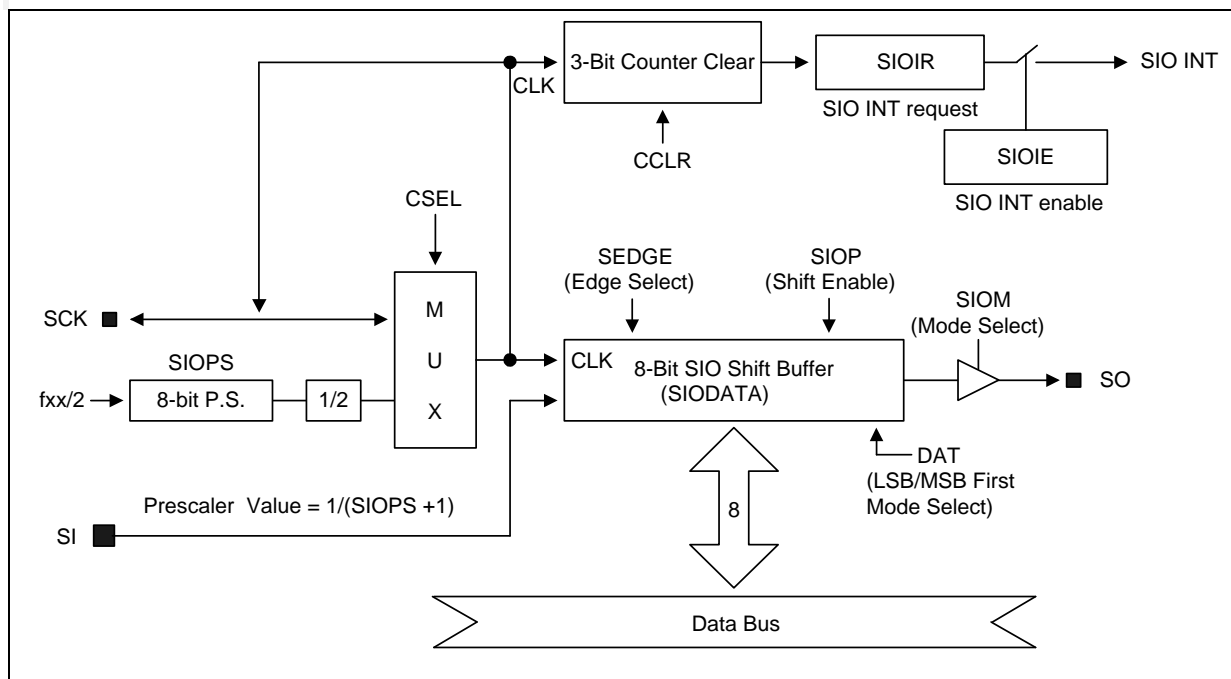 3-Bit Counter Clear
CLK
SIOIR
SIO INT
SIO INT request
CCLR
SIOIE
SIO INT enable
CSEL
SEDGE
(Edge Select)
SIOP
(Shift Enable)
SIOM
(Mode Select)
SCK
M
U
X
SIOPS
fxx/2
8-bit P.S.
1/2
CLK
8-Bit SIO Shift Buffer
(SIODATA)
SO
DAT
(LSB/MSB First
Mode Select)
Prescaler Value = 1/(SIOPS +1)
SI
8
Data Bus